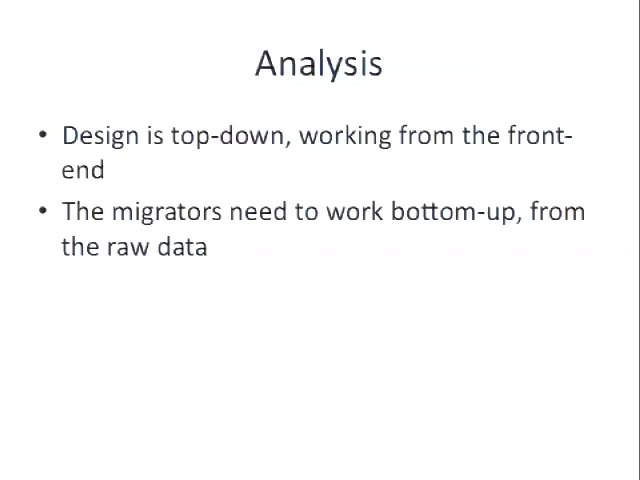 Analysis
• Design is top-down, working from the front-
end
• The migrators need to work bottom-up, from
the raw data